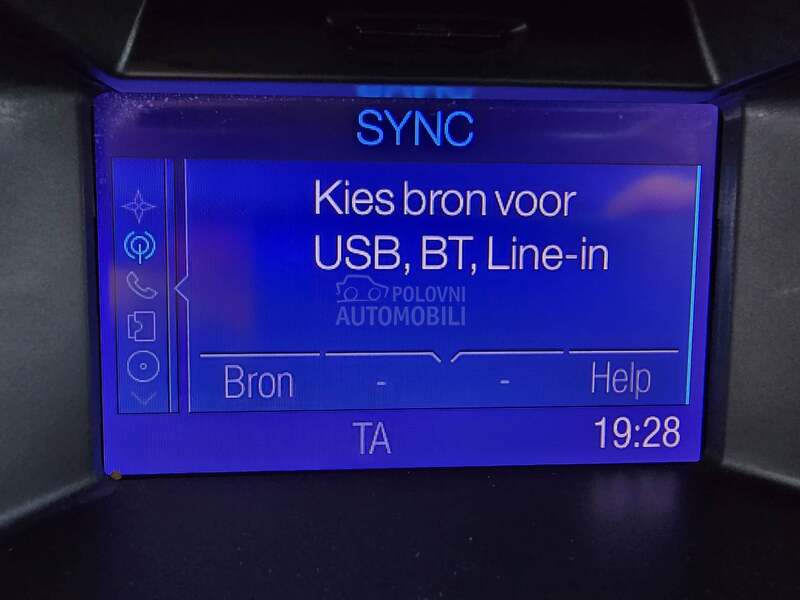 SYNC
Kies bron voor
USB, BT, Line-in
POLOVNI
AUTOMOBILI
Bron - - Help
TA 19:28